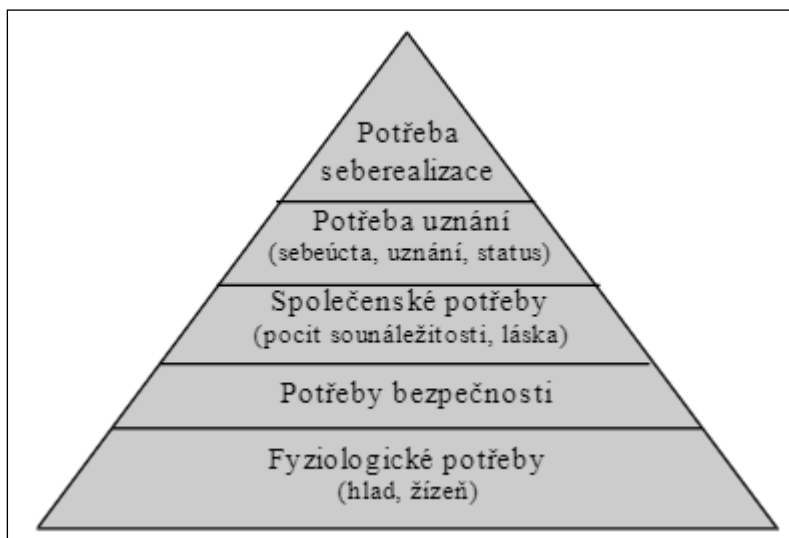 Potřeba
seberealizace
Potřeba uznání
(sebeúcta, uznání, status)
Společenské potřeby
(pocit sounáležitosti, láska)
Potřeby bezpečnosti
Fyziologické potřeby
(hlad, žízeň)